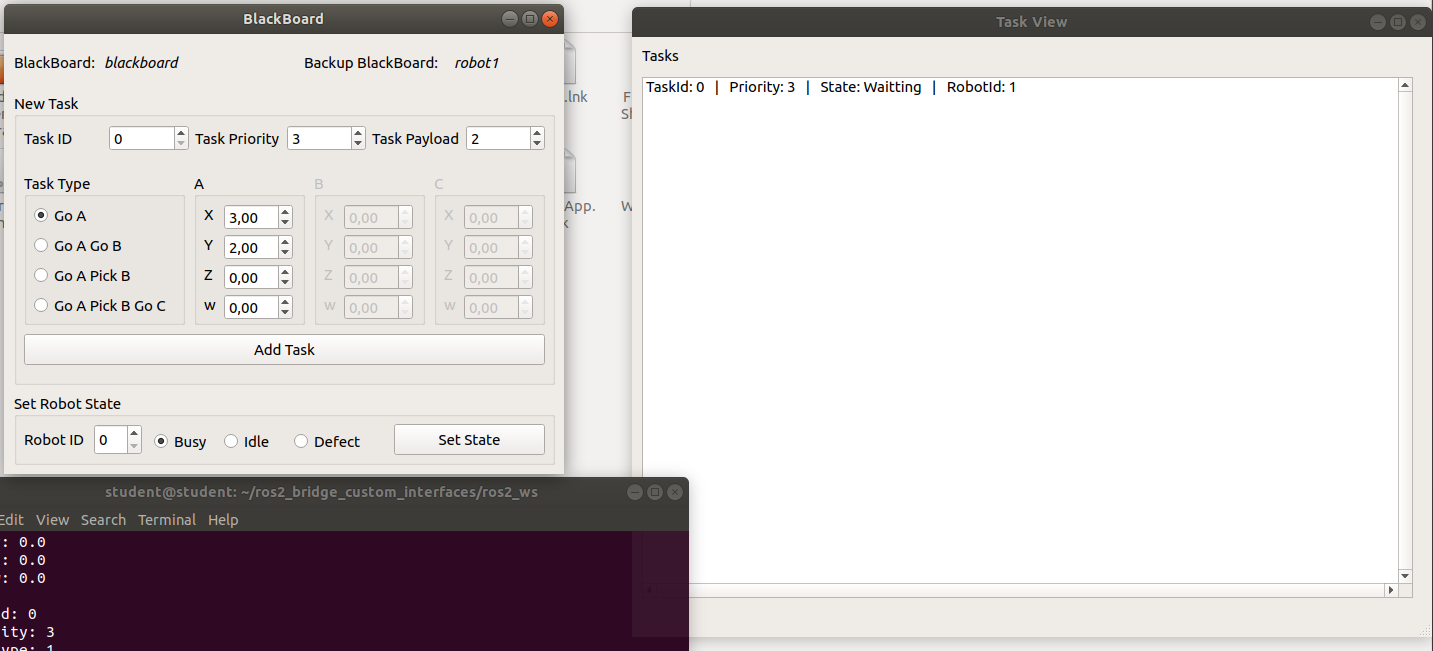 BlackBoard
BlackBoard: blackboard Backup BlackBoard: robot1
New Task
Task ID 0 Task Priority 3 Task Payload 2
Task Type A B C
Go A X 3,00 X 0,00 X 0,00
Go A Go B Y 2,00 Y 0,00 Y 0,00
Go A Pick B Z 0,00 Z 0,00 Z 0,00
Go A Pick B Go C w 0,00 w 0,00 w 0,00
Add Task
Set Robot State
Robot ID 0 Busy Idle Defect Set State
.lnk
App.
Task View
Tasks
TaskId: 0 | Priority: 3 | State: Waitting | RobotId: 1
student@student: ~/ros2_bridge_custom_interfaces/ros2_ws
Edit View Search Terminal Help
: 0.0
: 0.0
: 0.0
d: 0
ity: 3
ype: 1